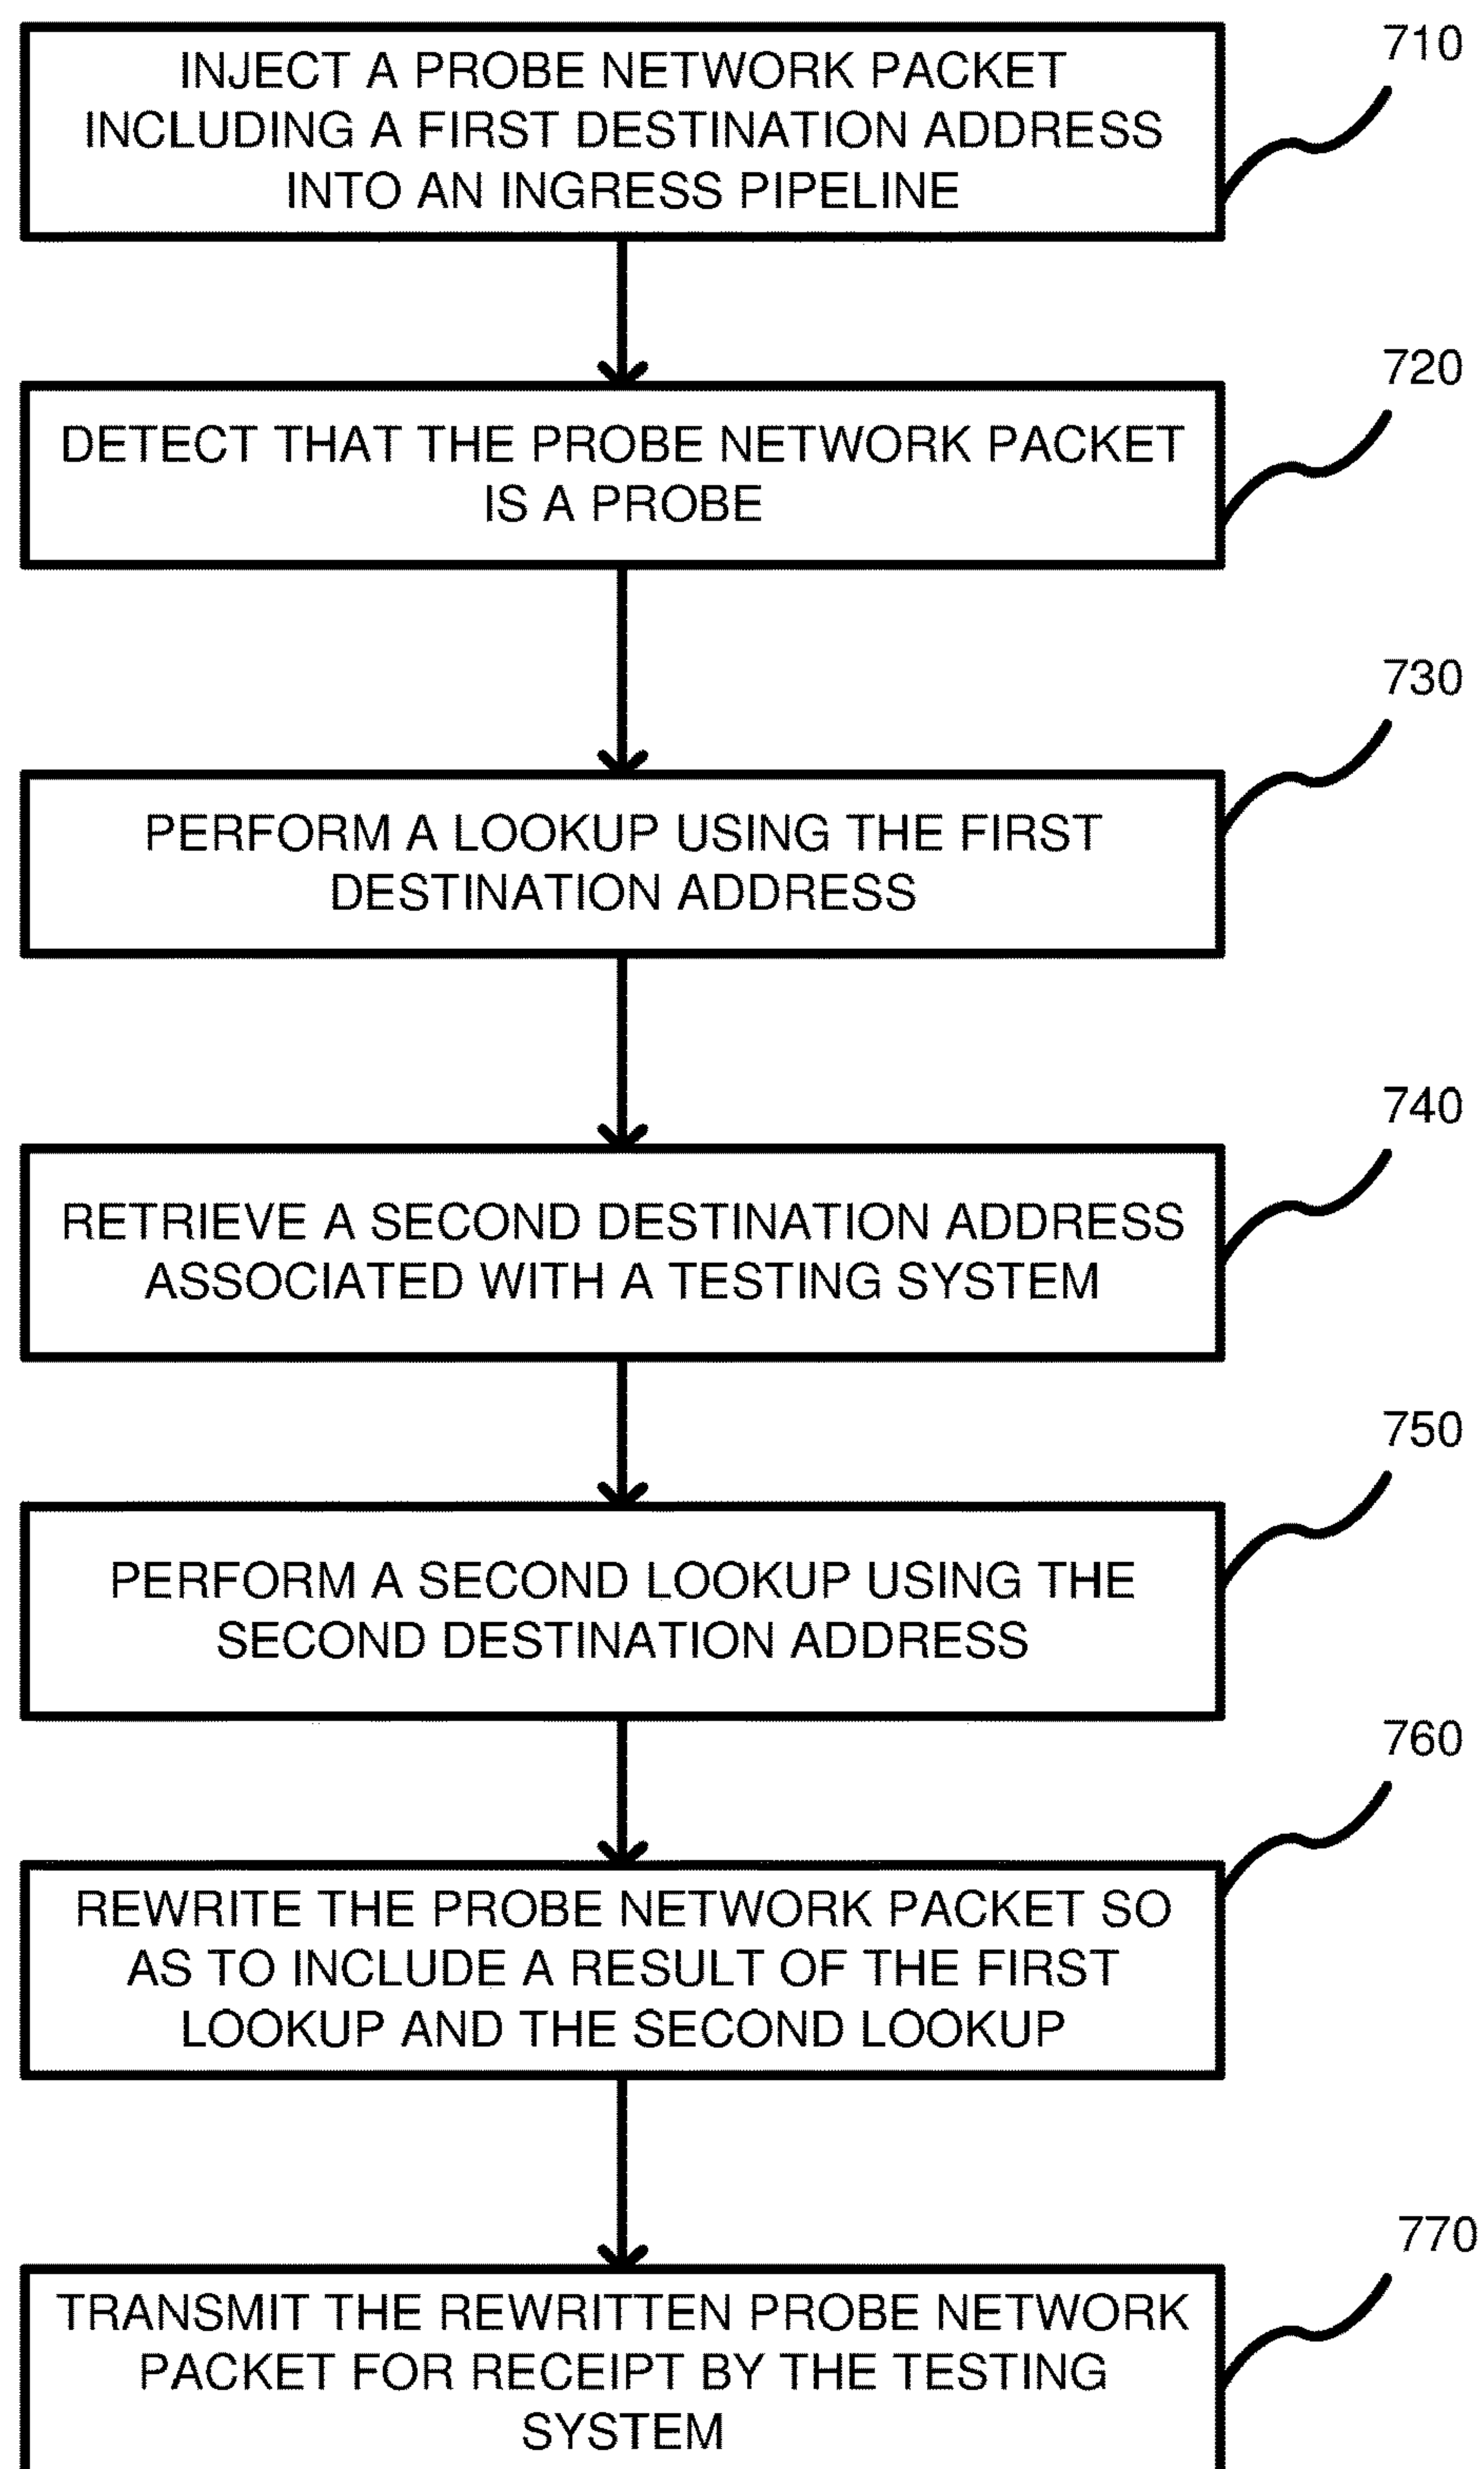 710
INJECT A PROBE NETWORK PACKET
INCLUDING A FIRST DESTINATION ADDRESS
INTO AN INGRESS PIPELINE
720
DETECT THAT THE PROBE NETWORK PACKET
IS A PROBE
730
PERFORM A LOOKUP USING THE FIRST
DESTINATION ADDRESS
740
RETRIEVE A SECOND DESTINATION ADDRESS
ASSOCIATED WITH A TESTING SYSTEM
750
PERFORM A SECOND LOOKUP USING THE
SECOND DESTINATION ADDRESS
760
REWRITE THE PROBE NETWORK PACKET SO
AS TO INCLUDE A RESULT OF THE FIRST
LOOKUP AND THE SECOND LOOKUP
770
TRANSMIT THE REWRITTEN PROBE NETWORK
PACKET FOR RECEIPT BY THE TESTING
SYSTEM